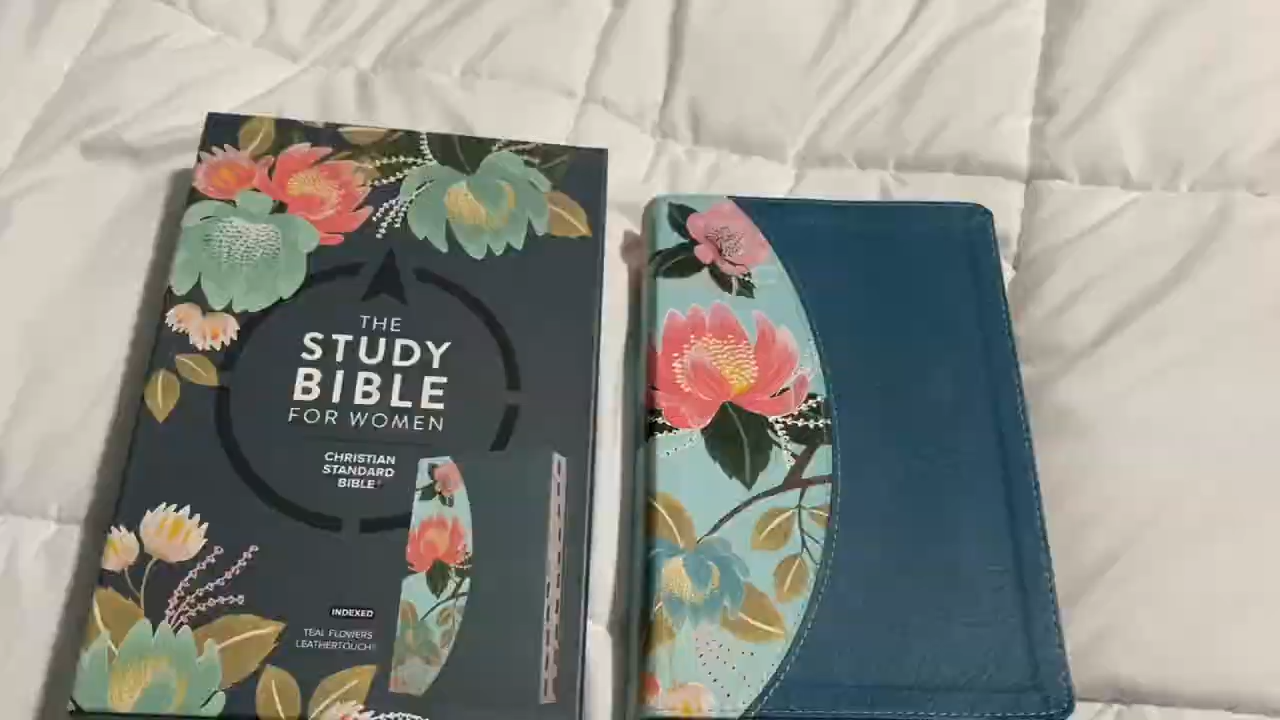 THE
STUDY
BIBLE
FOR WOMEN
CHRISTIAN
STANDARD
BIBLE®
INDEXED
TEAL FLOWERS
LEATHERTOUCH®